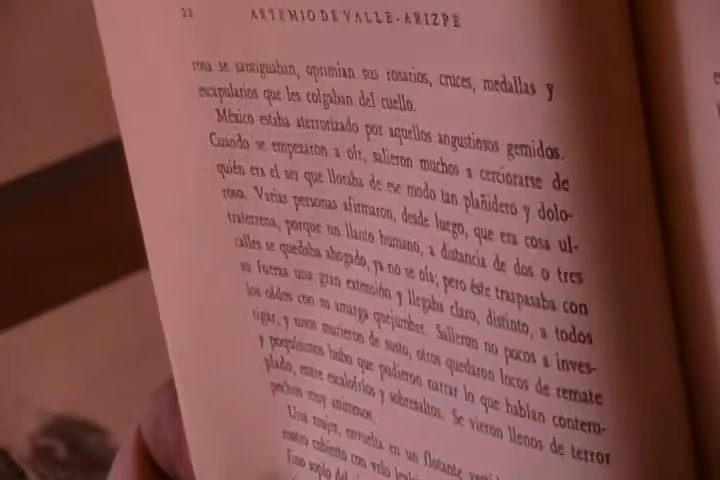 22 ARTEMIO DE VALLE-ARIZPE
rosa se santiguaban, oprimían sus rosarios, cruces, medallas y
escapularios que les colgaban del cuello.
México estaba aterrorizado por aquellos angustiosos gemidos.
Cuando se empezaron a oír, salieron muchos a cerciorarse de
quién era el ser que lloraba de ese modo tan plañidero y dolo-
roso. Varias personas afirmaron, desde luego, que era cosa ul-
traterrena, porque un llanto humano, a distancia de dos o tres
calles se quedaba ahogado, ya no se oía; pero éste traspasaba con
su fuerza una gran extensión y llegaba claro, distinto, a todos
los oídos con su amarga quejumbre. Salieron no pocos a inves-
tigar, y unos murieron de susto, otros quedaron locos de remate
y poquísimos hubo que pudieron narrar lo que habían contem-
plado, entre escalofríos y sobresaltos. Se vieron llenos de terror
pechos muy animosos.
Una mujer, envuelta en un flotante
rostro cubierto con velo
fino soplo del